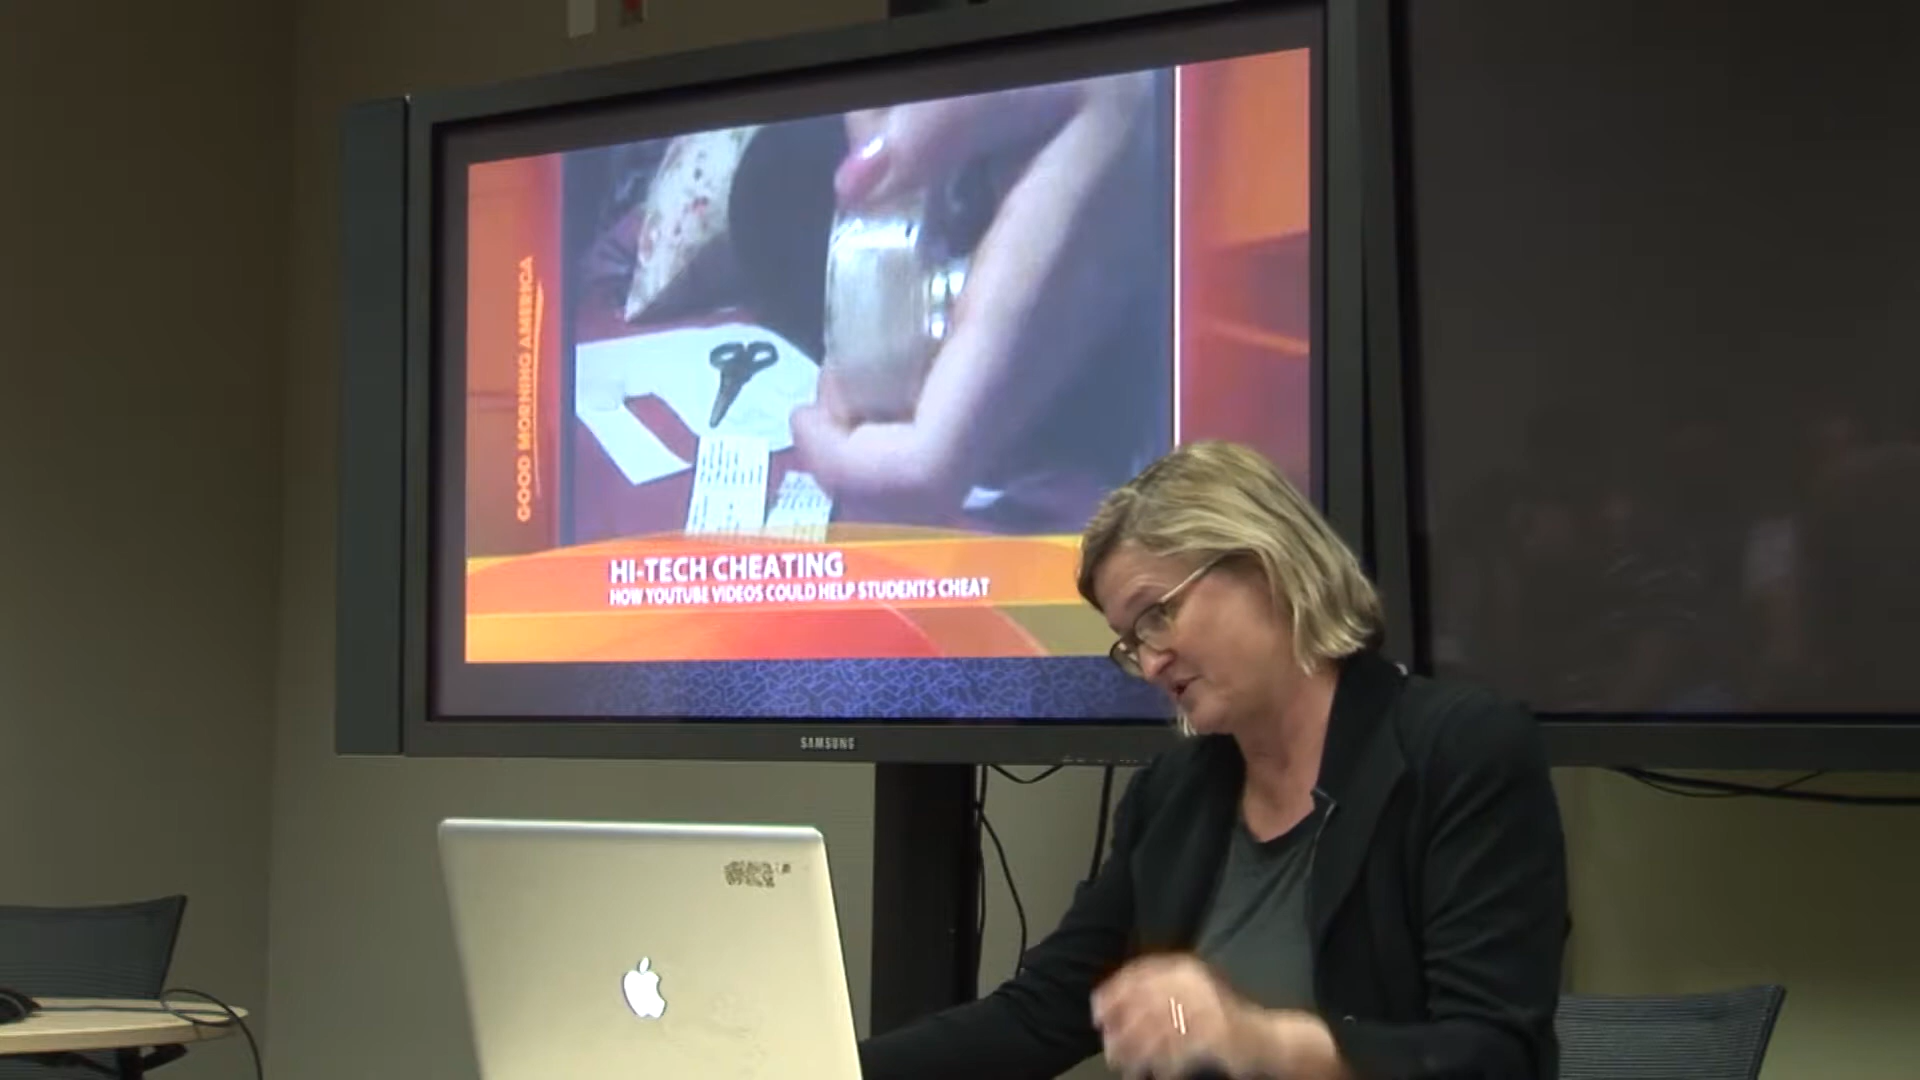 GOOD MORNING AMERICA
HI-TECH CHEATING
HOW YOUTUBE VIDEOS COULD HELP STUDENTS CHEAT
SAMSUNG